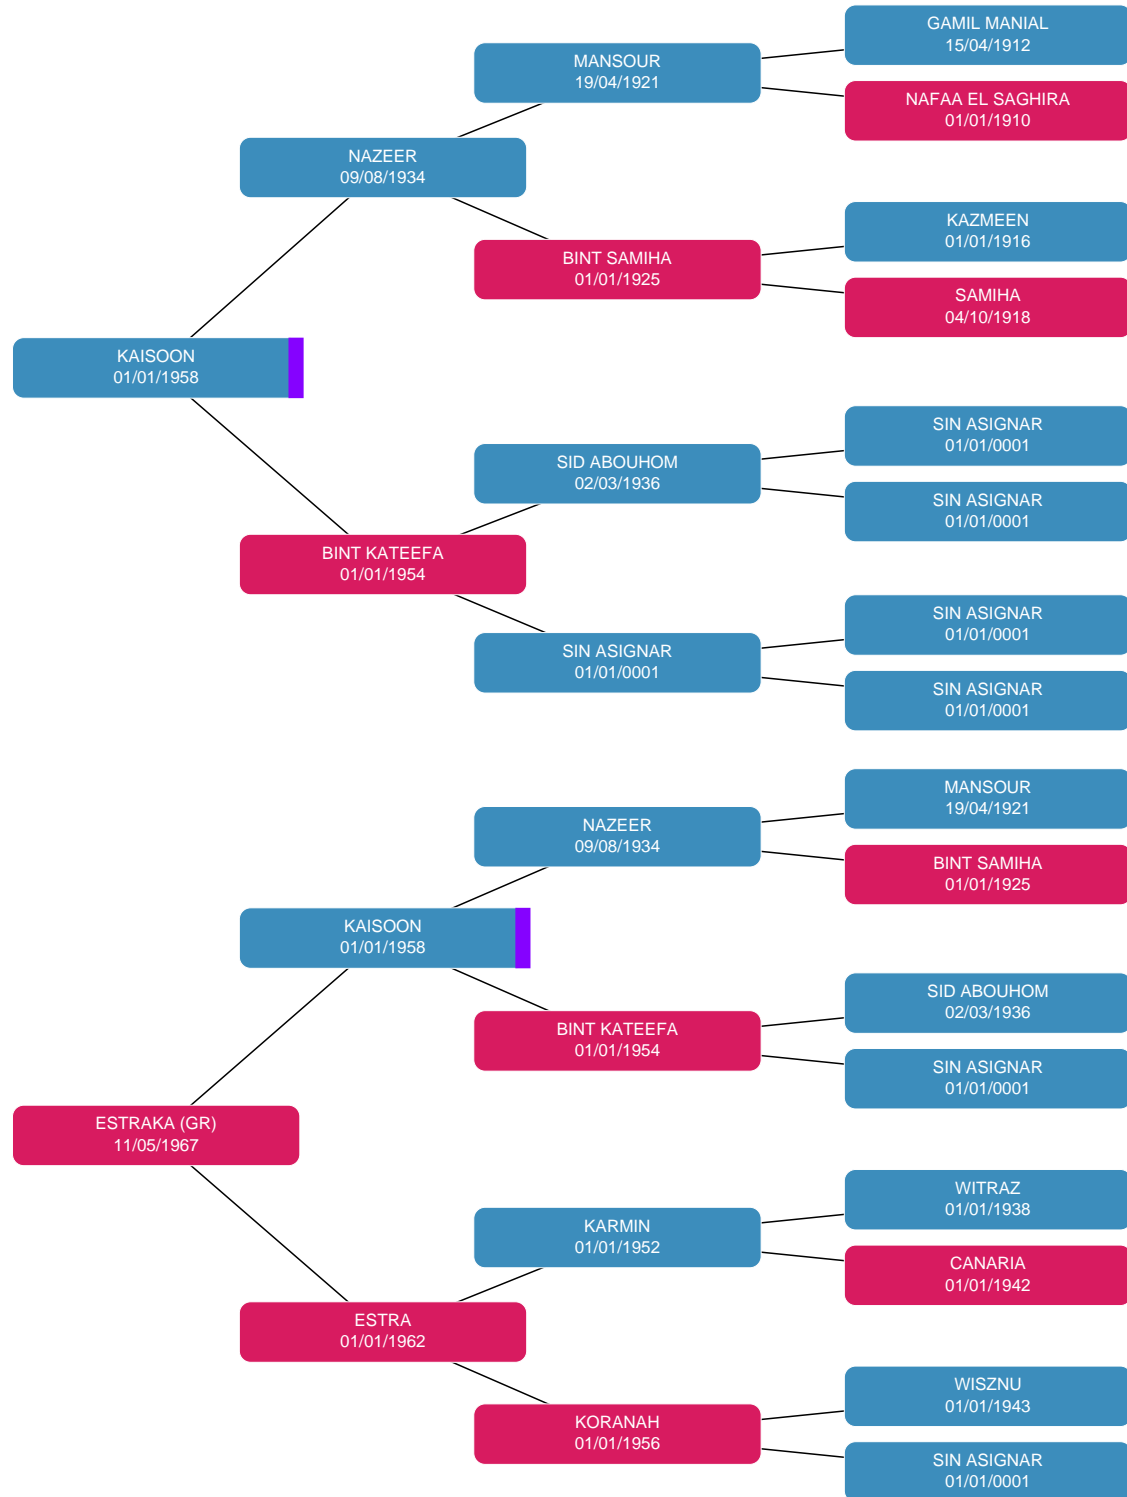 GAMIL MANIAL
15/04/1912
MANSOUR
19/04/1921
NAFAA EL SAGHIRA
01/01/1910
NAZEER
09/08/1934
KAZMEEN
01/01/1916
BINT SAMIHA
01/01/1925
SAMIHA
04/10/1918
KAISOON
01/01/1958
SIN ASIGNAR
01/01/0001
SID ABOUHOM
02/03/1936
SIN ASIGNAR
01/01/0001
BINT KATEEFA
01/01/1954
SIN ASIGNAR
01/01/0001
SIN ASIGNAR
01/01/0001
SIN ASIGNAR
01/01/0001
MANSOUR
19/04/1921
NAZEER
09/08/1934
BINT SAMIHA
01/01/1925
KAISOON
01/01/1958
SID ABOUHOM
02/03/1936
BINT KATEEFA
01/01/1954
SIN ASIGNAR
01/01/0001
ESTRAKA (GR)
11/05/1967
WITRAZ
01/01/1938
KARMIN
01/01/1952
CANARIA
01/01/1942
ESTRA
01/01/1962
WISZNU
01/01/1943
KORANAH
01/01/1956
SIN ASIGNAR
01/01/0001